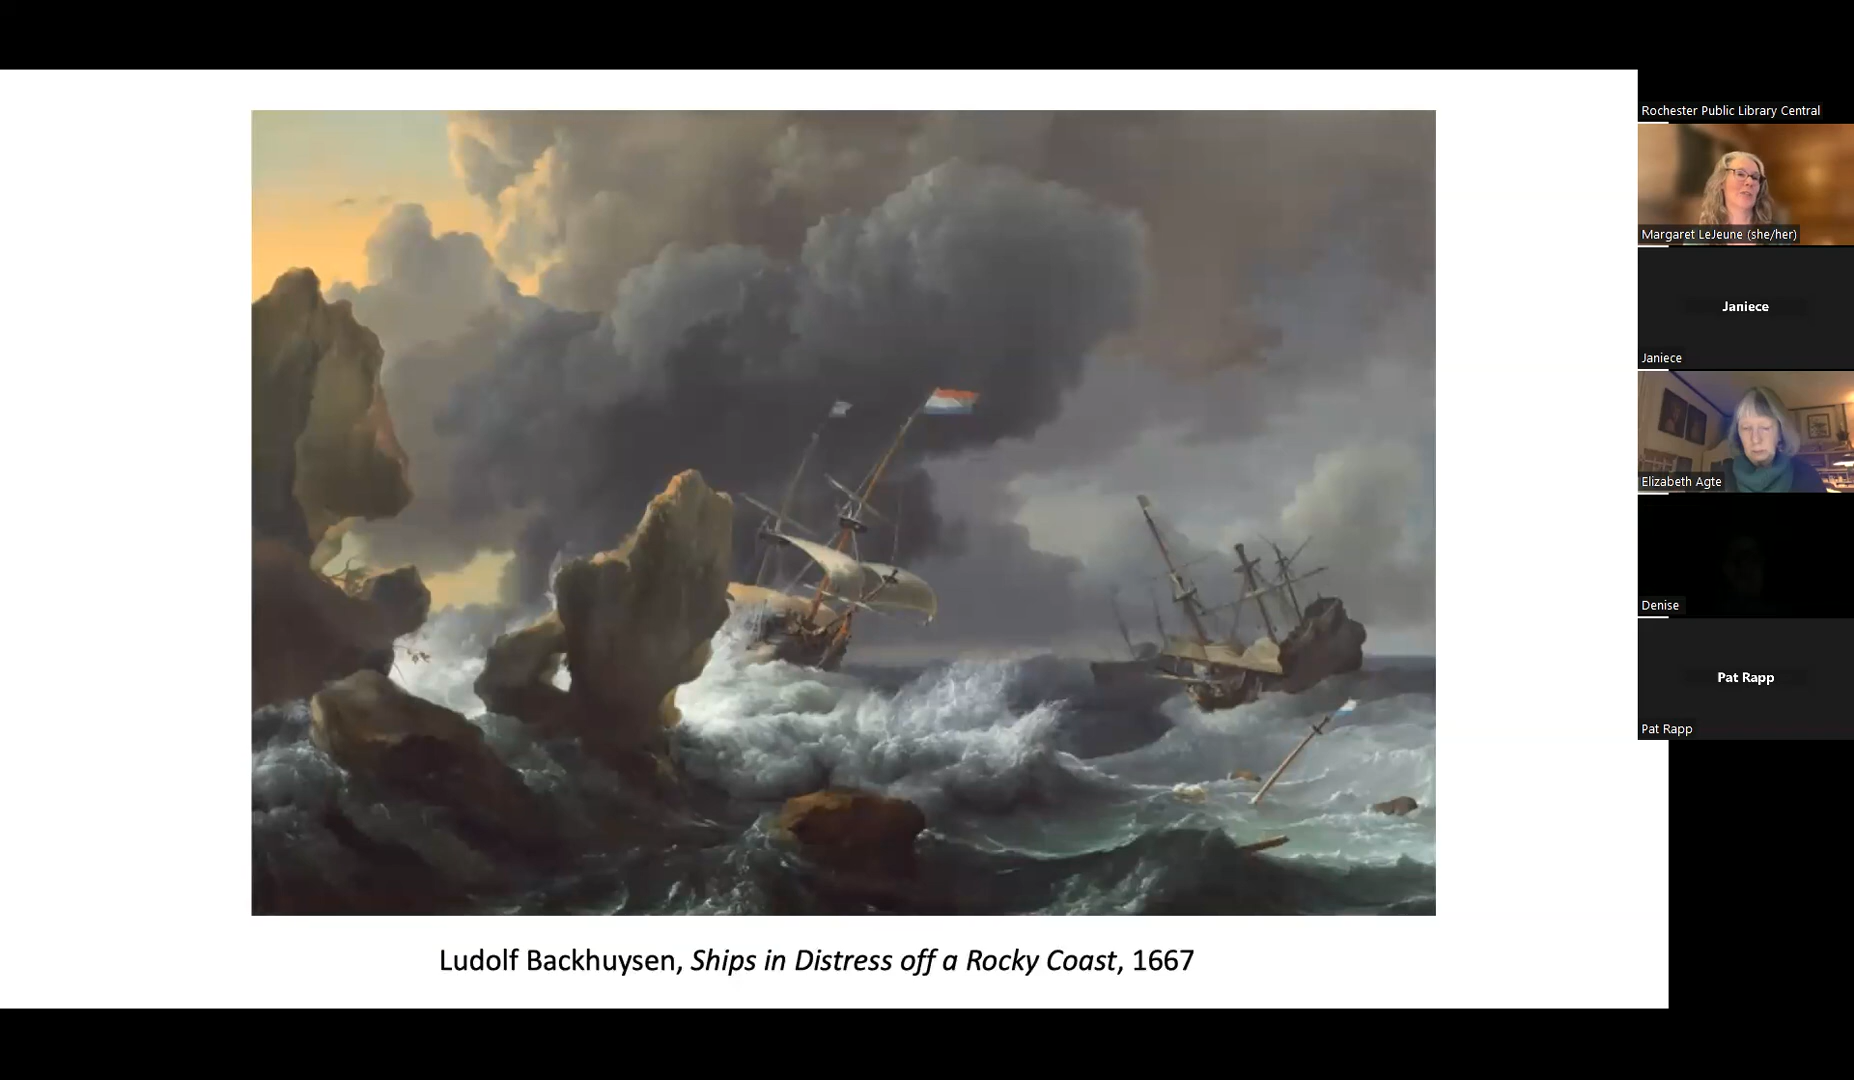 Rochester Public Library Central
Margaret LeJeune (she/her)
Janiece
Janiece
Elizabeth Agte
Denise
Pat Rapp
Pat Rapp
Ludolf Backhuysen, Ships in Distress off a Rocky Coast, 1667